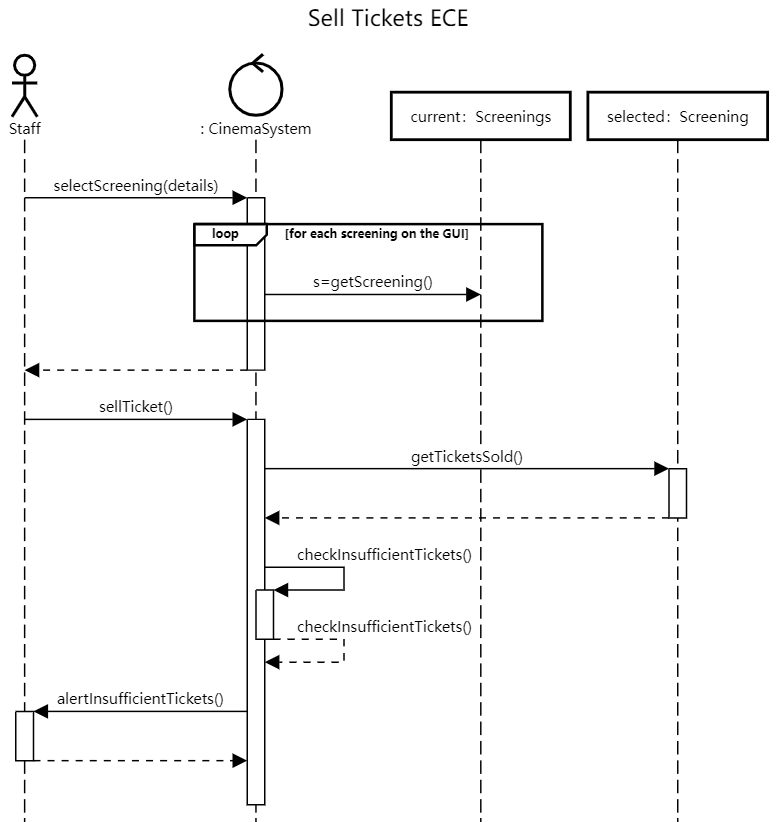 Sell Tickets ECE
Staff
: CinemaSystem
current: Screenings
selected: Screening
selectScreening(details)
loop
[for each screening on the GUI]
s=getScreening()
sellTicket()
getTicketsSold()
checkInsufficientTickets()
checkInsufficientTickets()
alertInsufficientTickets()